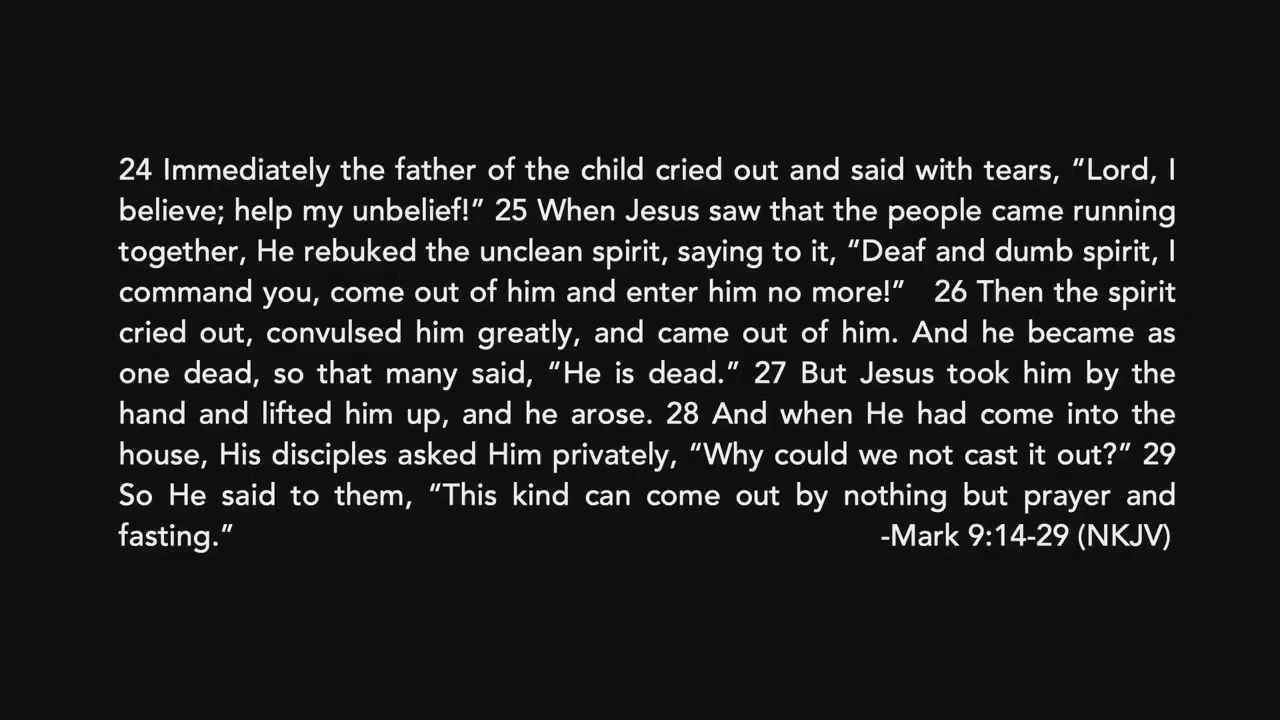 24 Immediately the father of the child cried out and said with tears, “Lord, I
believe; help my unbelief!” 25 When Jesus saw that the people came running
together, He rebuked the unclean spirit, saying to it, “Deaf and dumb spirit, I
command you, come out of him and enter him no more!” 26 Then the spirit
cried out, convulsed him greatly, and came out of him. And he became as
one dead, so that many said, “He is dead.” 27 But Jesus took him by the
hand and lifted him up, and he arose. 28 And when He had come into the
house, His disciples asked Him privately, “Why could we not cast it out?” 29
So He said to them, “This kind can come out by nothing but prayer and
fasting.” -Mark 9:14-29 (NKJV)